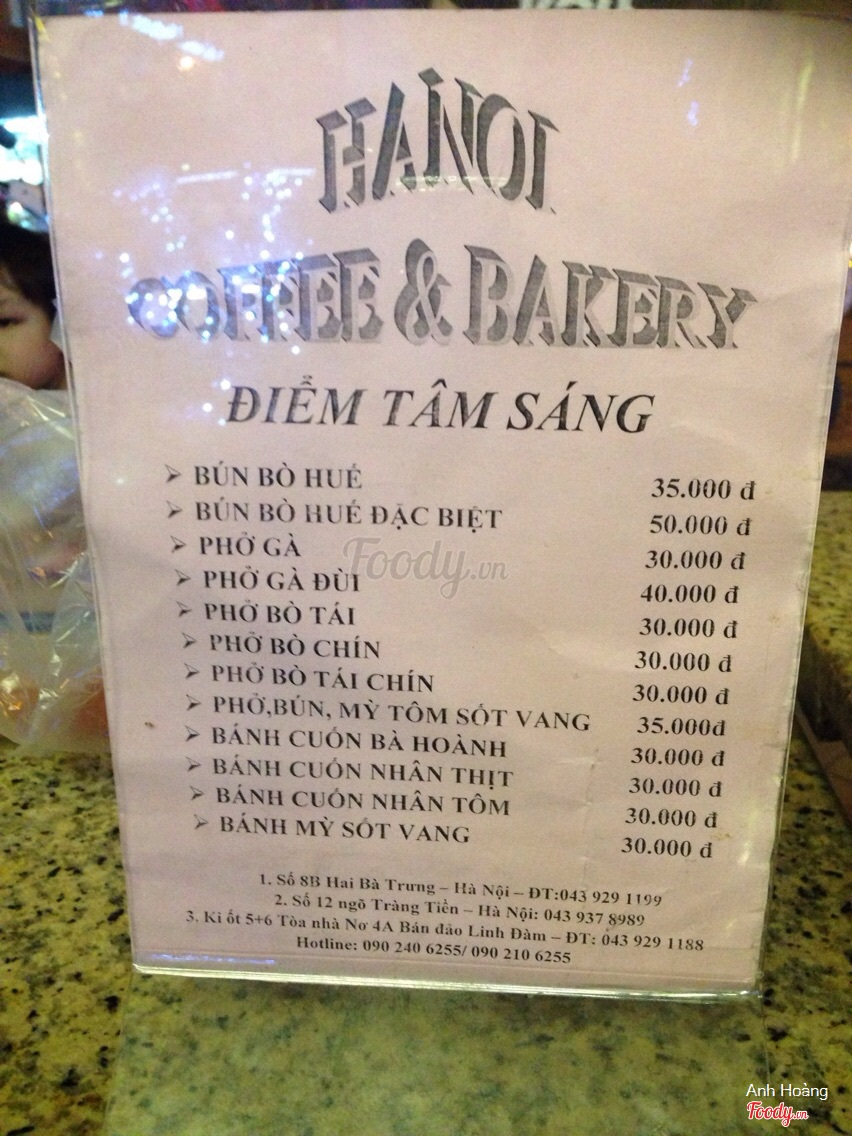 HANOI
COFFEE & BAKERY
ĐIỂM TÂM SÁNG
➢ BÚN BÒ HUẾ 35.000 đ
➢ BÚN BÒ HUẾ ĐẶC BIỆT 50.000 đ
➢ PHỞ GÀ 30.000 đ
➢ PHỞ GÀ ĐÙI 40.000 đ
➢ PHỞ BÒ TÁI 30.000 đ
➢ PHỞ BÒ CHÍN 30.000 đ
➢ PHỞ BÒ TÁI CHÍN 30.000 đ
➢ PHỞ,BÚN, MỲ TÔM SỐT VANG 35.000đ
➢ BÁNH CUỐN BÀ HOÀNH 30.000 đ
➢ BÁNH CUỐN NHÂN THỊT 30.000 đ
➢ BÁNH CUỐN NHÂN TÔM 30.000 đ
➢ BÁNH MỲ SỐT VANG 30.000 đ
1. Số 8B Hai Bà Trưng – Hà Nội – ĐT:043 929 1199
2. Số 12 ngõ Tràng Tiền – Hà Nội: 043 937 8989
3. Ki ốt 5+6 Tòa nhà Nơ 4A Bán đảo Linh Đàm – ĐT: 043 929 1188
Hotline: 090 240 6255/ 090 210 6255
Foody.vn
Anh Hoàng
Foody.vn